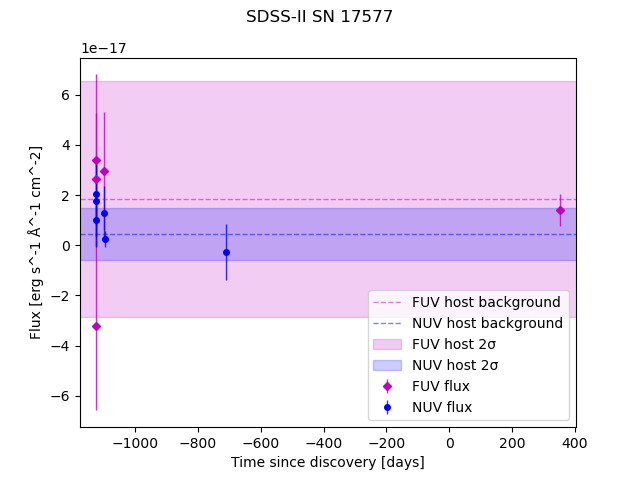 SDSS-II SN 17577
1e−17
6
4
2
0
−2
−4
−6
Flux [erg s^-1 Å^-1 cm^-2]
FUV host background
NUV host background
FUV host 2σ
NUV host 2σ
FUV flux
NUV flux
−1000 −800 −600 −400 −200 0 200 400
Time since discovery [days]